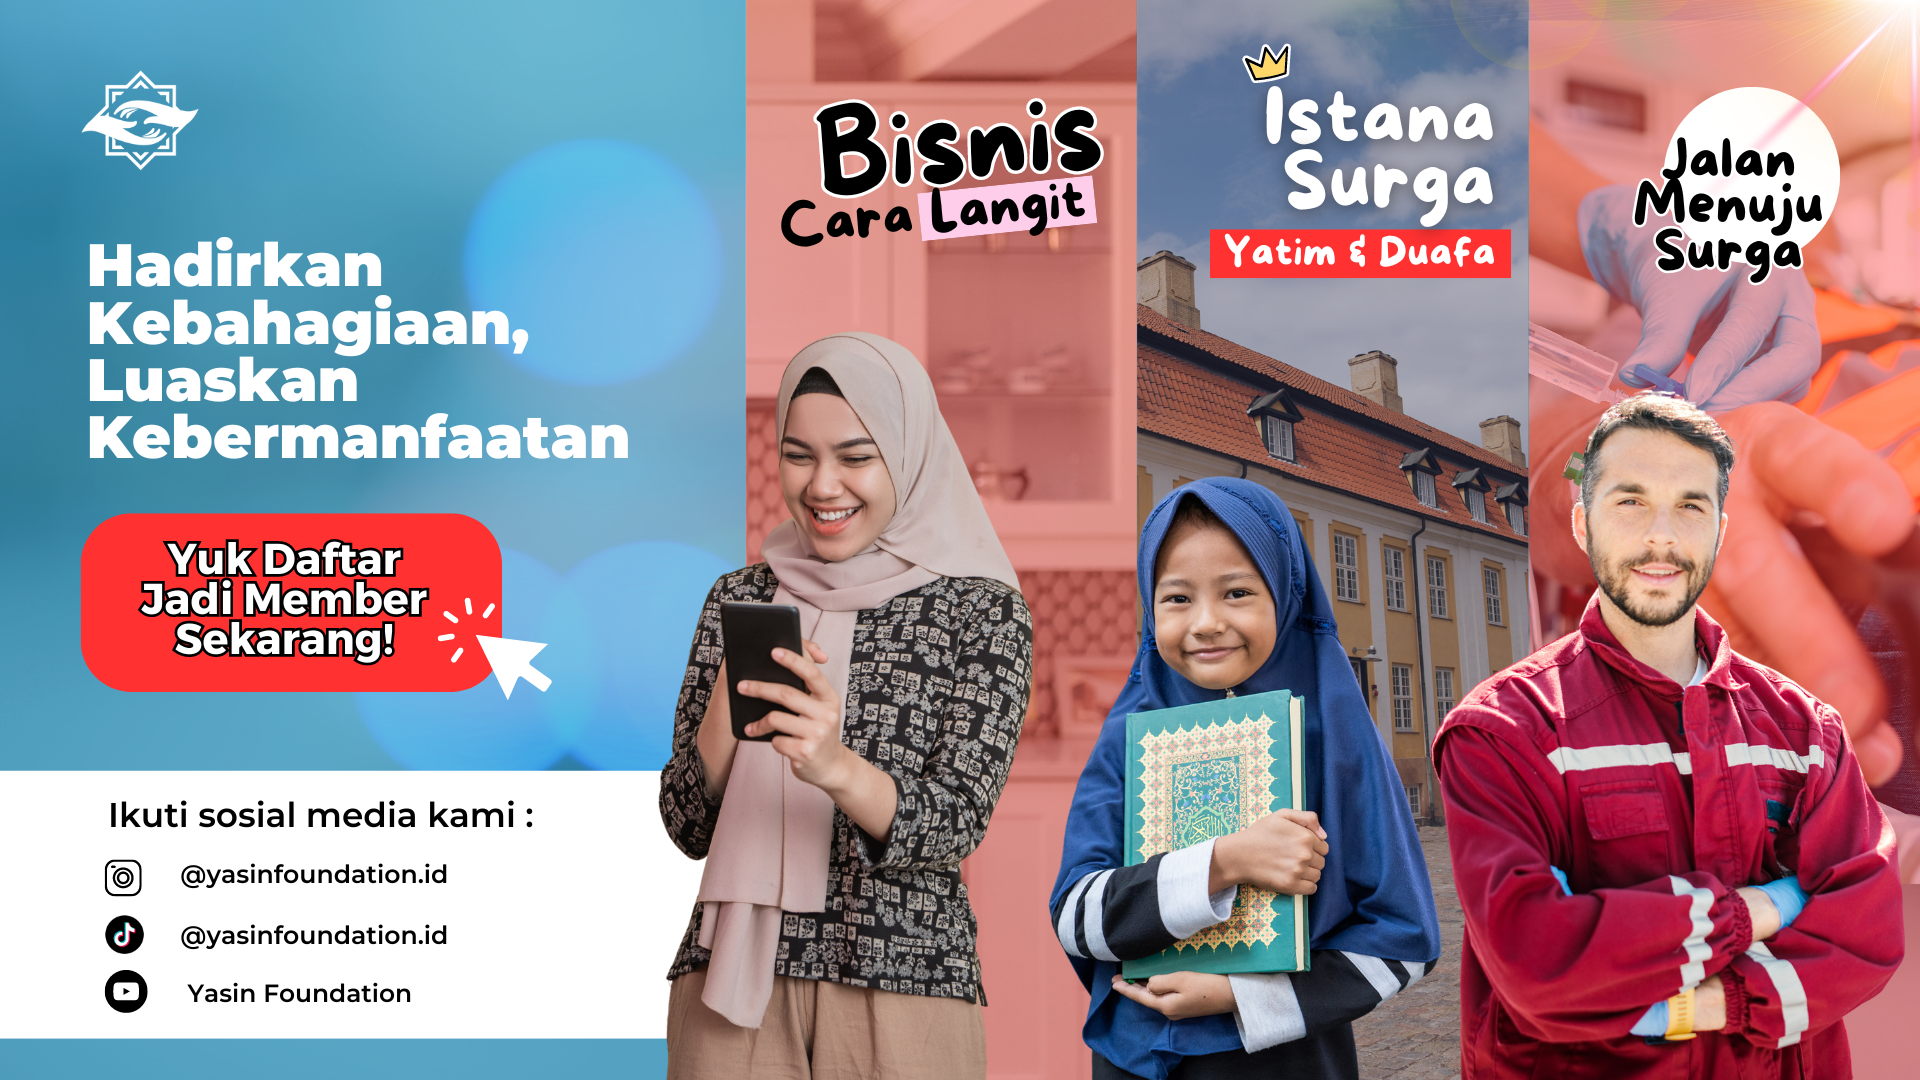 Hadirkan
Kebahagiaan,
Luaskan
Kebermanfaatan
Yuk Daftar
Jadi Member
Sekarang!
Ikuti sosial media kami :
@yasinfoundation.id
@yasinfoundation.id
Yasin Foundation
Bisnis
Cara Langit
Istana
Surga
Yatim & Duafa
Jalan
Menuju
Surga